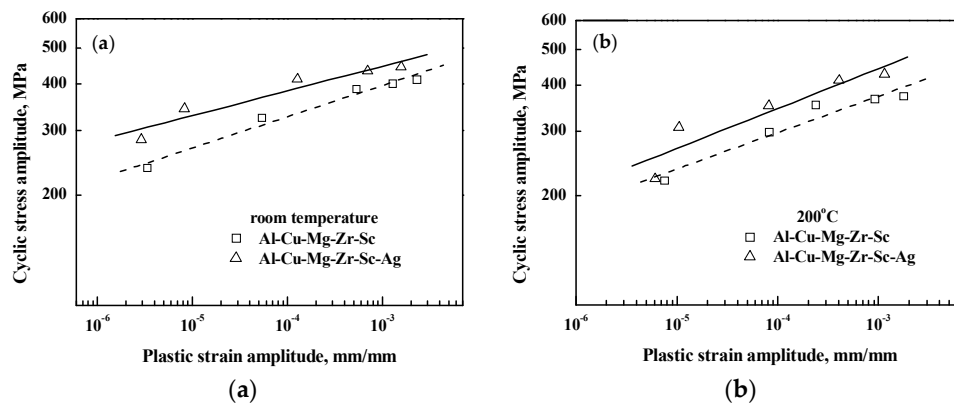 600
500
400
300
200
(a)
Cyclic stress amplitude, MPa
room temperature
Al-Cu-Mg-Zr-Sc
Al-Cu-Mg-Zr-Sc-Ag
10⁻⁶
10⁻⁵
10⁻⁴
10⁻³
Plastic strain amplitude, mm/mm
(a)
600
500
400
300
200
(b)
Cyclic stress amplitude, MPa
200°C
Al-Cu-Mg-Zr-Sc
Al-Cu-Mg-Zr-Sc-Ag
10⁻⁶
10⁻⁵
10⁻⁴
10⁻³
Plastic strain amplitude, mm/mm
(b)